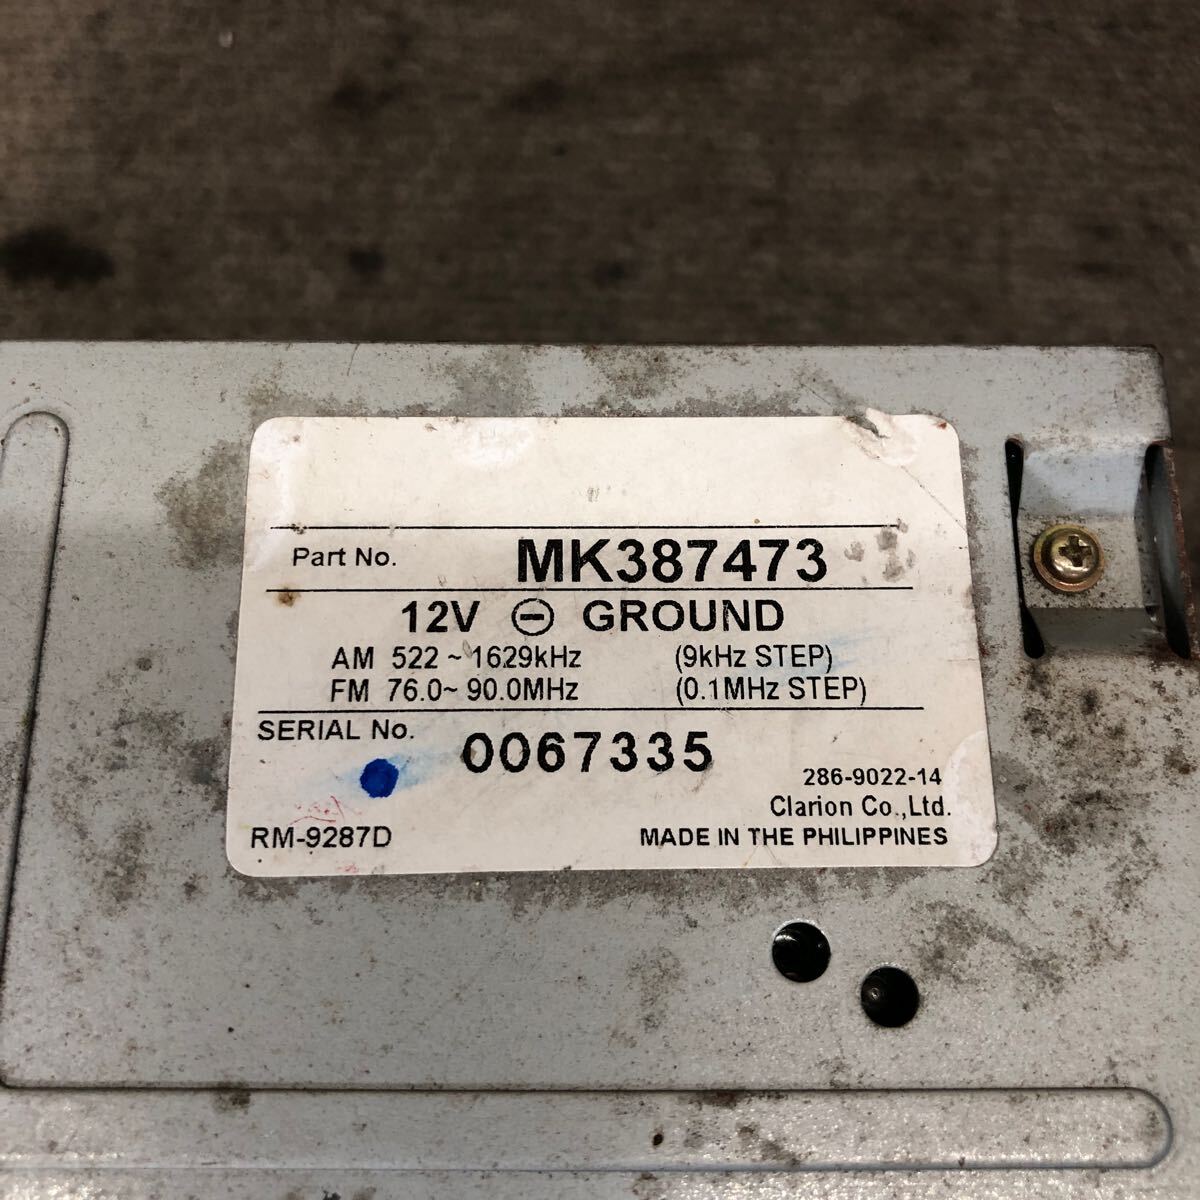 Part No. MK387473
12V ⊖ GROUND
AM 522 ~ 1629kHz (9kHz STEP)
FM 76.0~ 90.0MHz (0.1MHz STEP)
SERIAL No. 0067335
286-9022-14
Clarion Co.,Ltd.
RM-9287D MADE IN THE PHILIPPINES